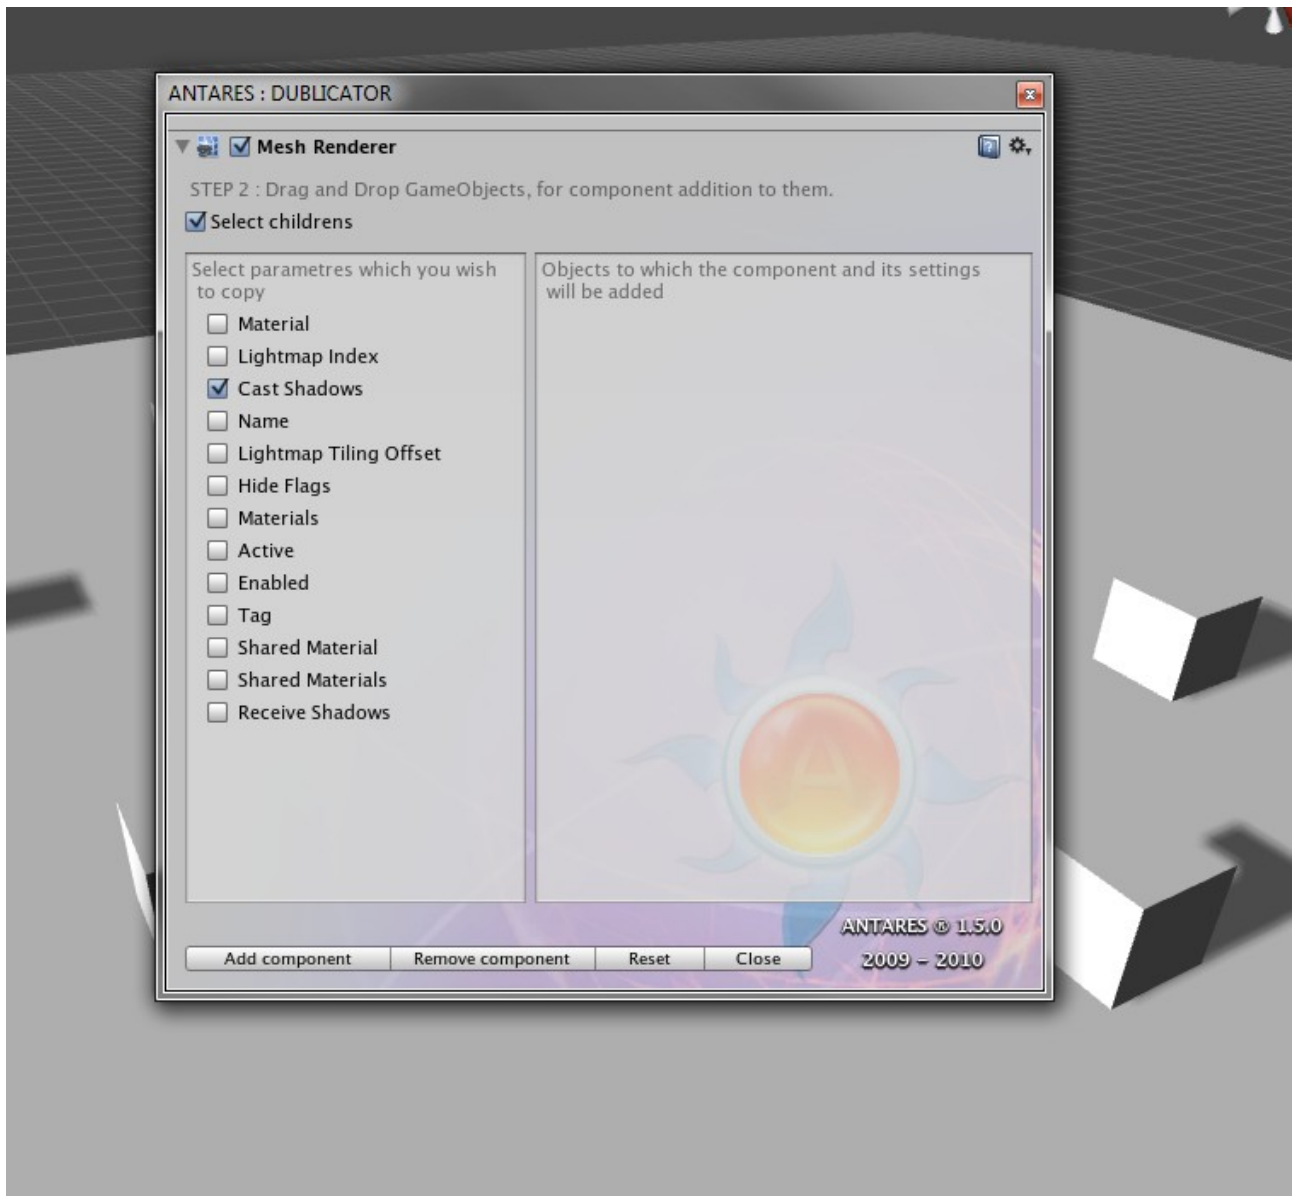 ANTARES : DUBLICATOR
Mesh Renderer
STEP 2 : Drag and Drop GameObjects, for component addition to them.
Select childrens
Select parametres which you wish
to copy
Material
Lightmap Index
Cast Shadows
Name
Lightmap Tiling Offset
Hide Flags
Materials
Active
Enabled
Tag
Shared Material
Shared Materials
Receive Shadows
Objects to which the component and its settings
will be added
A
ANTARES ® 1.5.0
2009 – 2010
Add component
Remove component
Reset
Close